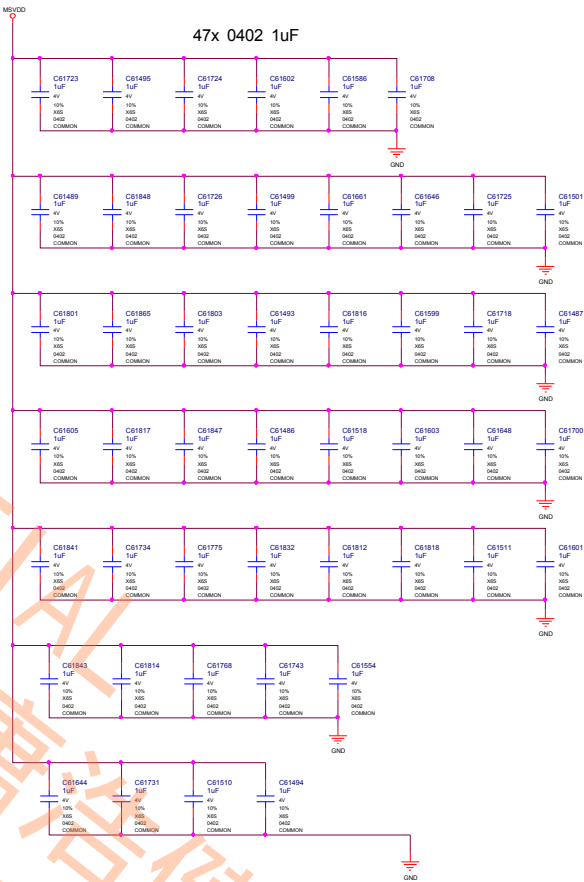 MSVDD
47x 0402 1uF
C61723 C61495 C61724 C61602 C61586 C61708
1uF 1uF 1uF 1uF 1uF 1uF
4V 4V 4V 4V 4V 4V
10% 10% 10% 10% 10% 10%
X6S X6S X6S X6S X6S X6S
0402 0402 0402 0402 0402 0402
COMMON COMMON COMMON COMMON COMMON COMMON
GND
C61489 C61848 C61726 C61499 C61661 C61646 C61725 C61501
1uF 1uF 1uF 1uF 1uF 1uF 1uF 1uF
4V 4V 4V 4V 4V 4V 4V 4V
10% 10% 10% 10% 10% 10% 10% 10%
X6S X6S X6S X6S X6S X6S X6S X6S
0402 0402 0402 0402 0402 0402 0402 0402
COMMON COMMON COMMON COMMON COMMON COMMON COMMON COMMON
GND
C61801 C61865 C61803 C61493 C61816 C61599 C61718 C61487
1uF 1uF 1uF 1uF 1uF 1uF 1uF 1uF
4V 4V 4V 4V 4V 4V 4V 4V
10% 10% 10% 10% 10% 10% 10% 10%
X6S X6S X6S X6S X6S X6S X6S X6S
0402 0402 0402 0402 0402 0402 0402 0402
COMMON COMMON COMMON COMMON COMMON COMMON COMMON COMMON
GND
C61605 C61817 C61847 C61486 C61518 C61603 C61648 C61700
1uF 1uF 1uF 1uF 1uF 1uF 1uF 1uF
4V 4V 4V 4V 4V 4V 4V 4V
10% 10% 10% 10% 10% 10% 10% 10%
X6S X6S X6S X6S X6S X6S X6S X6S
0402 0402 0402 0402 0402 0402 0402 0402
COMMON COMMON COMMON COMMON COMMON COMMON COMMON COMMON
GND
C61841 C61734 C61775 C61832 C61812 C61818 C61511 C61601
1uF 1uF 1uF 1uF 1uF 1uF 1uF 1uF
4V 4V 4V 4V 4V 4V 4V 4V
10% 10% 10% 10% 10% 10% 10% 10%
X6S X6S X6S X6S X6S X6S X6S X6S
0402 0402 0402 0402 0402 0402 0402 0402
COMMON COMMON COMMON COMMON COMMON COMMON COMMON COMMON
GND
C61843 C61814 C61768 C61743 C61554
1uF 1uF 1uF 1uF 1uF
4V 4V 4V 4V 4V
10% 10% 10% 10% 10%
X6S X6S X6S X6S X6S
0402 0402 0402 0402 0402
COMMON COMMON COMMON COMMON COMMON
GND
C61644 C61731 C61510 C61494
1uF 1uF 1uF 1uF
4V 4V 4V 4V
10% 10% 10% 10%
X6S X6S X6S X6S
0402 0402 0402 0402
COMMON COMMON COMMON COMMON
GND